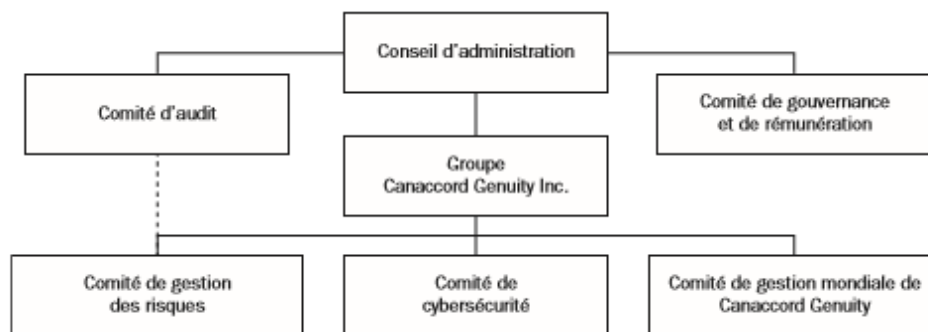 Conseil d'administration
Comité d'audit
Comité de gouvernance
et de rémunération
Groupe
Canaccord Genuity Inc.
Comité de gestion
des risques
Comité de
cybersécurité
Comité de gestion mondiale de
Canaccord Genuity